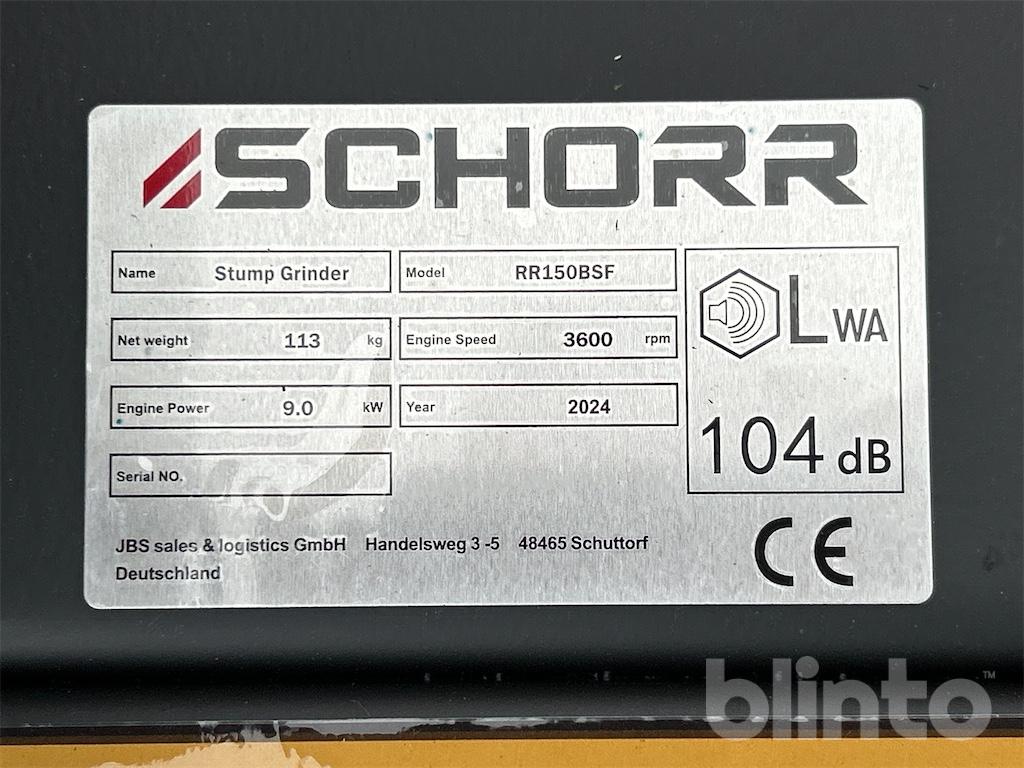 SCHORR
Name Stump Grinder Model RR150BSF
Net weight 113 kg Engine Speed 3600 rpm
Engine Power 9.0 kW Year 2024
Serial NO.
LWA
104 dB
JBS sales & logistics GmbH Handelsweg 3 -5 48465 Schuttorf
Deutschland
CE
blinto™